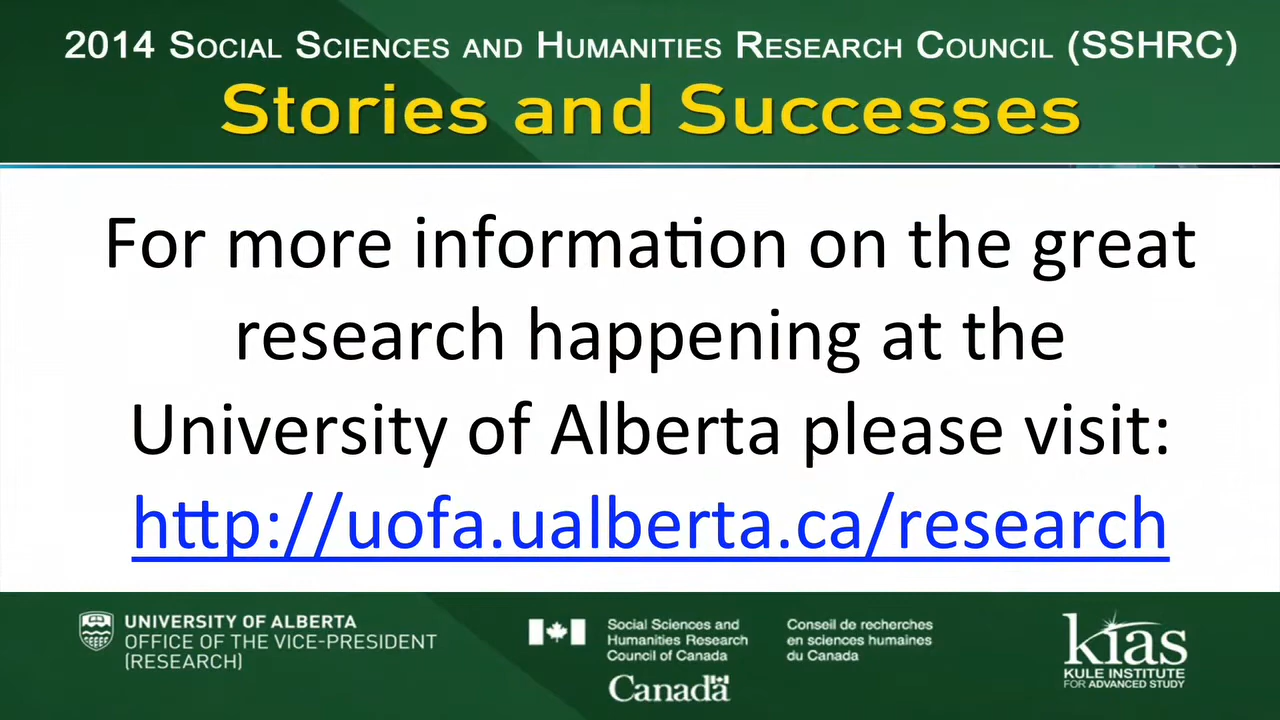 2014 SOCIAL SCIENCES AND HUMANITIES RESEARCH COUNCIL (SSHRC)
Stories and Successes
For more information on the great
research happening at the
University of Alberta please visit:
http://uofa.ualberta.ca/research
UNIVERSITY OF ALBERTA
OFFICE OF THE VICE-PRESIDENT
(RESEARCH)
Social Sciences and
Humanities Research
Council of Canada
Conseil de recherches
en sciences humaines
du Canada
Canada
kias
KULE INSTITUTE
FOR ADVANCED STUDY